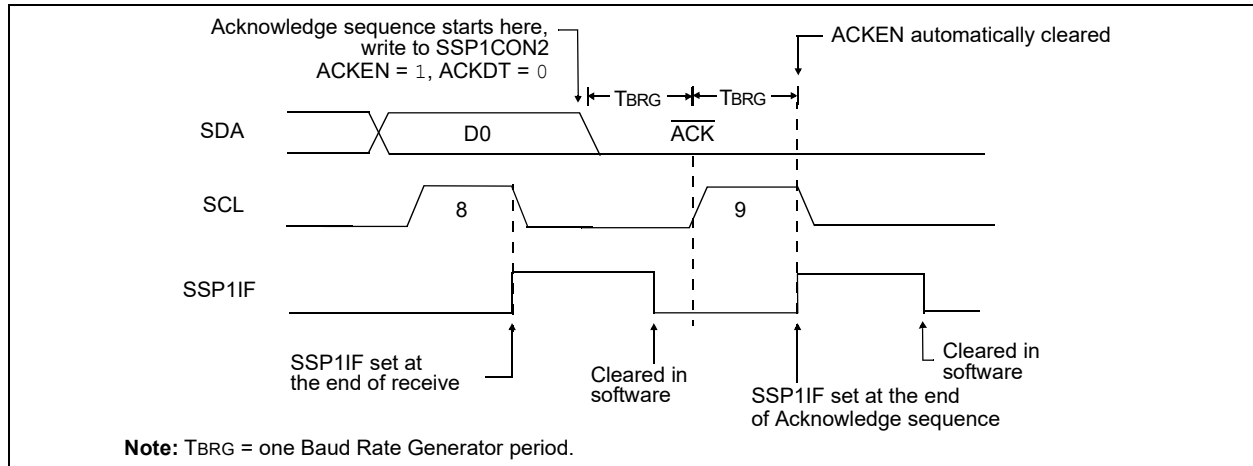 Acknowledge sequence starts here,
write to SSP1CON2
ACKEN = 1, ACKDT = 0
ACKEN automatically cleared
TBRG
TBRG
SDA
D0
ACK
SCL
8
9
SSP1IF
SSP1IF set at
the end of receive
Cleared in
software
SSP1IF set at the end
of Acknowledge sequence
Cleared in
software
Note: TBRG = one Baud Rate Generator period.